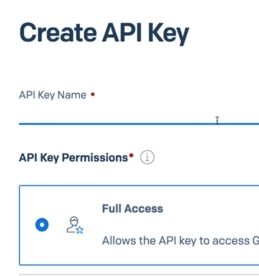 Create API Key
API Key Name •
API Key Permissions*
Full Access
Allows the API key to access G